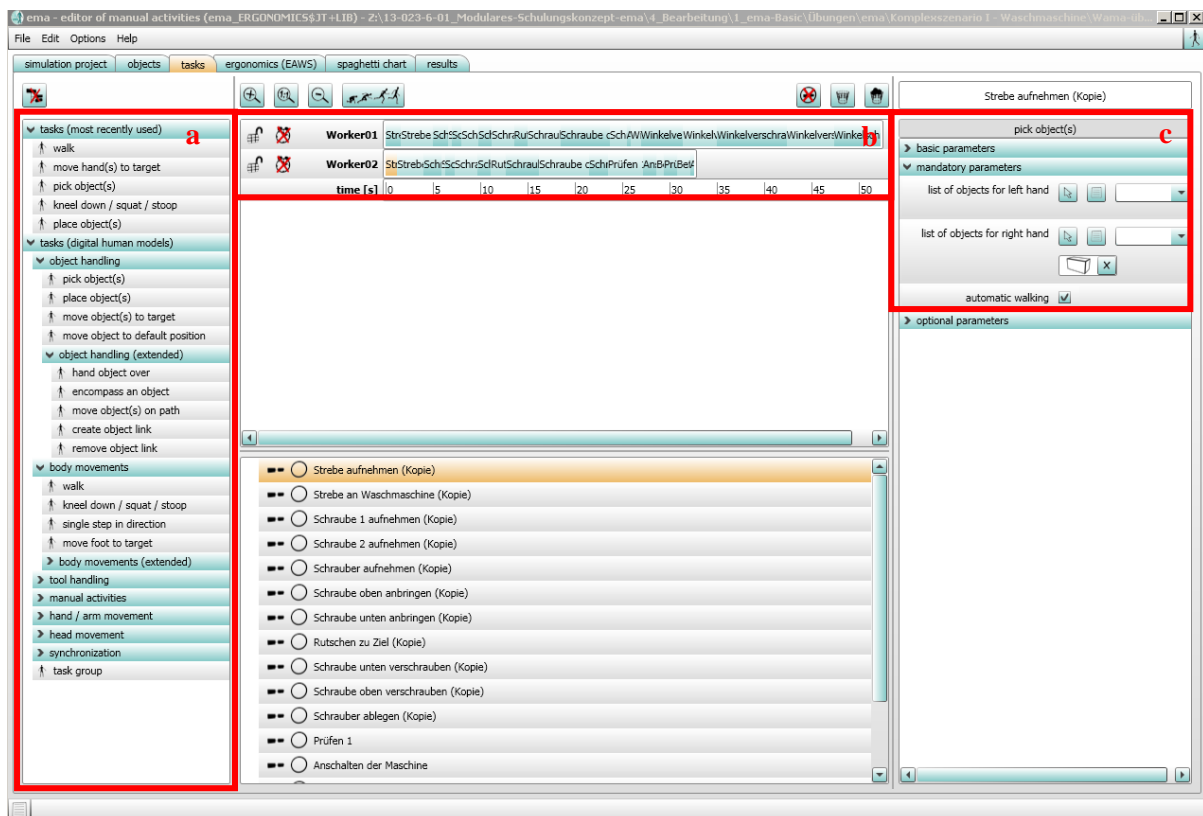 ema - editor of manual activities (ema_ERGONOMICS$JT+LIB) - Z:\13-023-6-01_Modulares-Schulungskonzept-ema\4_Bearbeitung\1_ema-Basic\Übungen\ema\Komplexszenario I - Waschmaschine\Wama-üb
File Edit Options Help
simulation project objects tasks ergonomics (EAWS) spaghetti chart results
tasks (most recently used)
a
walk
move hand(s) to target
pick object(s)
kneel down / squat / stoop
place object(s)
tasks (digital human models)
object handling
pick object(s)
place object(s)
move object(s) to target
move object to default position
object handling (extended)
hand object over
encompass an object
move object(s) on path
create object link
remove object link
body movements
walk
kneel down / squat / stoop
single step in direction
move foot to target
body movements (extended)
tool handling
manual activities
hand / arm movement
head movement
synchronization
task group
Worker01
b
Worker02
time [s] 0 5 10 15 20 25 30 35 40 45 50
Strebe aufnehmen (Kopie)
Strebe an Waschmaschine (Kopie)
Schraube 1 aufnehmen (Kopie)
Schraube 2 aufnehmen (Kopie)
Schrauber aufnehmen (Kopie)
Schraube oben anbringen (Kopie)
Schraube unten anbringen (Kopie)
Rutschen zu Ziel (Kopie)
Schraube unten verschrauben (Kopie)
Schraube oben verschrauben (Kopie)
Schrauber ablegen (Kopie)
Prüfen 1
Anschalten der Maschine
Strebe aufnehmen (Kopie)
pick object(s)
c
basic parameters
mandatory parameters
list of objects for left hand
list of objects for right hand
X
automatic walking
optional parameters